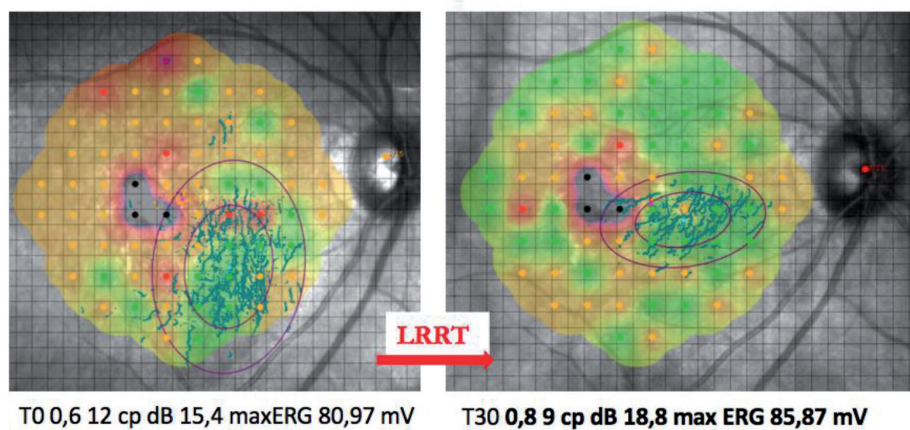 LRRT
T0 0,6 12 cp dB 15,4 maxERG 80,97 mV
T30 0,8 9 cp dB 18,8 max ERG 85,87 mV